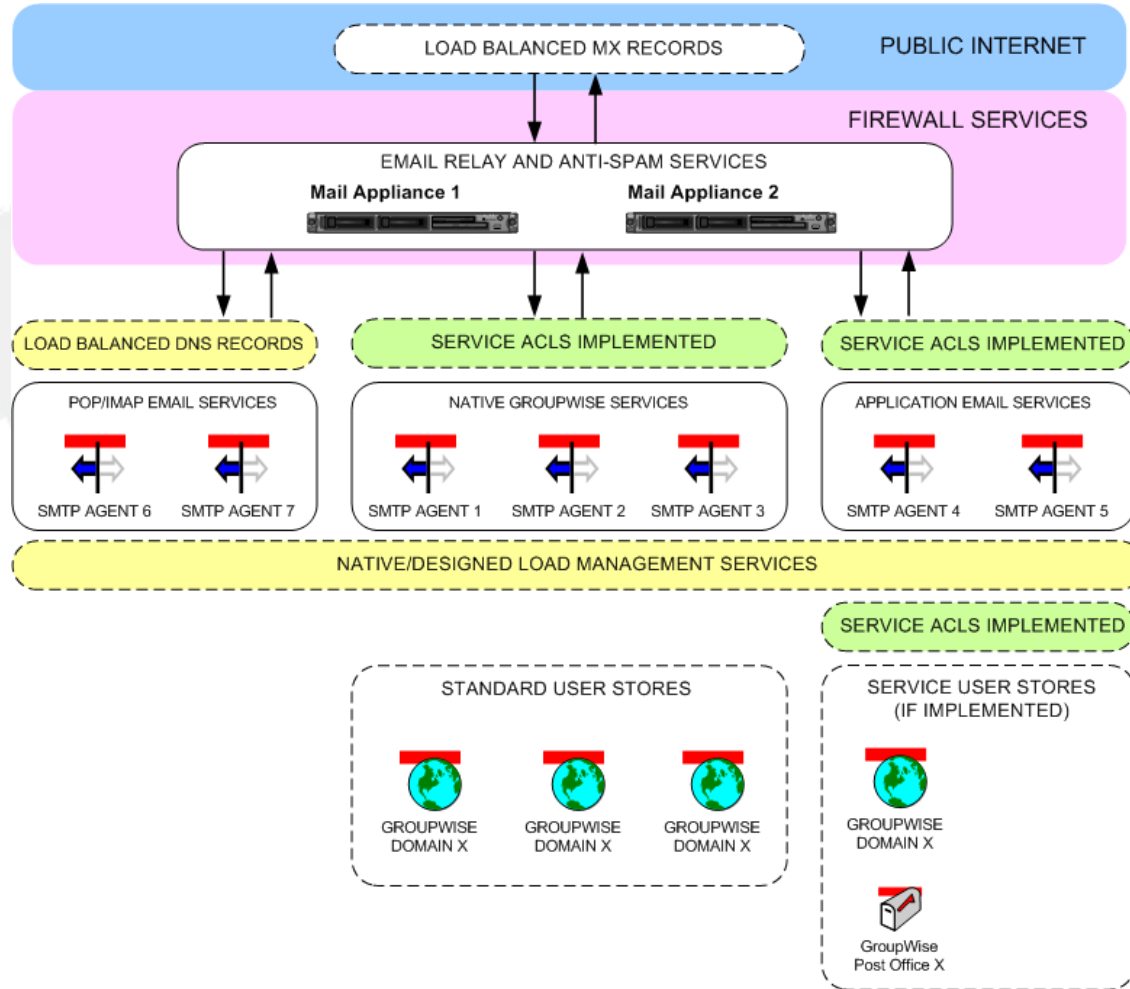 LOAD BALANCED MX RECORDS
PUBLIC INTERNET
FIREWALL SERVICES
EMAIL RELAY AND ANTI-SPAM SERVICES
Mail Appliance 1
Mail Appliance 2
LOAD BALANCED DNS RECORDS
SERVICE ACLS IMPLEMENTED
SERVICE ACLS IMPLEMENTED
POP/IMAP EMAIL SERVICES
SMTP AGENT 6
SMTP AGENT 7
NATIVE GROUPWISE SERVICES
SMTP AGENT 1
SMTP AGENT 2
SMTP AGENT 3
APPLICATION EMAIL SERVICES
SMTP AGENT 4
SMTP AGENT 5
NATIVE/DESIGNED LOAD MANAGEMENT SERVICES
SERVICE ACLS IMPLEMENTED
STANDARD USER STORES
GROUPWISE
DOMAIN X
GROUPWISE
DOMAIN X
GROUPWISE
DOMAIN X
SERVICE USER STORES
(IF IMPLEMENTED)
GROUPWISE
DOMAIN X
GroupWise
Post Office X